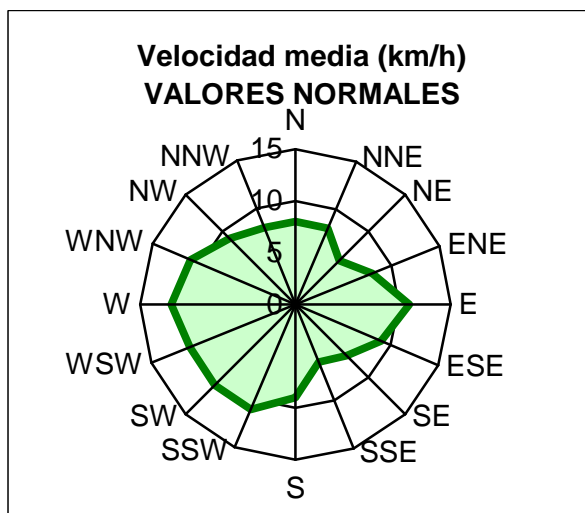 Velocidad media (km/h)
VALORES NORMALES
N
NNE
NE
ENE
E
ESE
SE
SSE
S
SSW
SW
WSW
W
WNW
NW
NNW
15
10
5
0